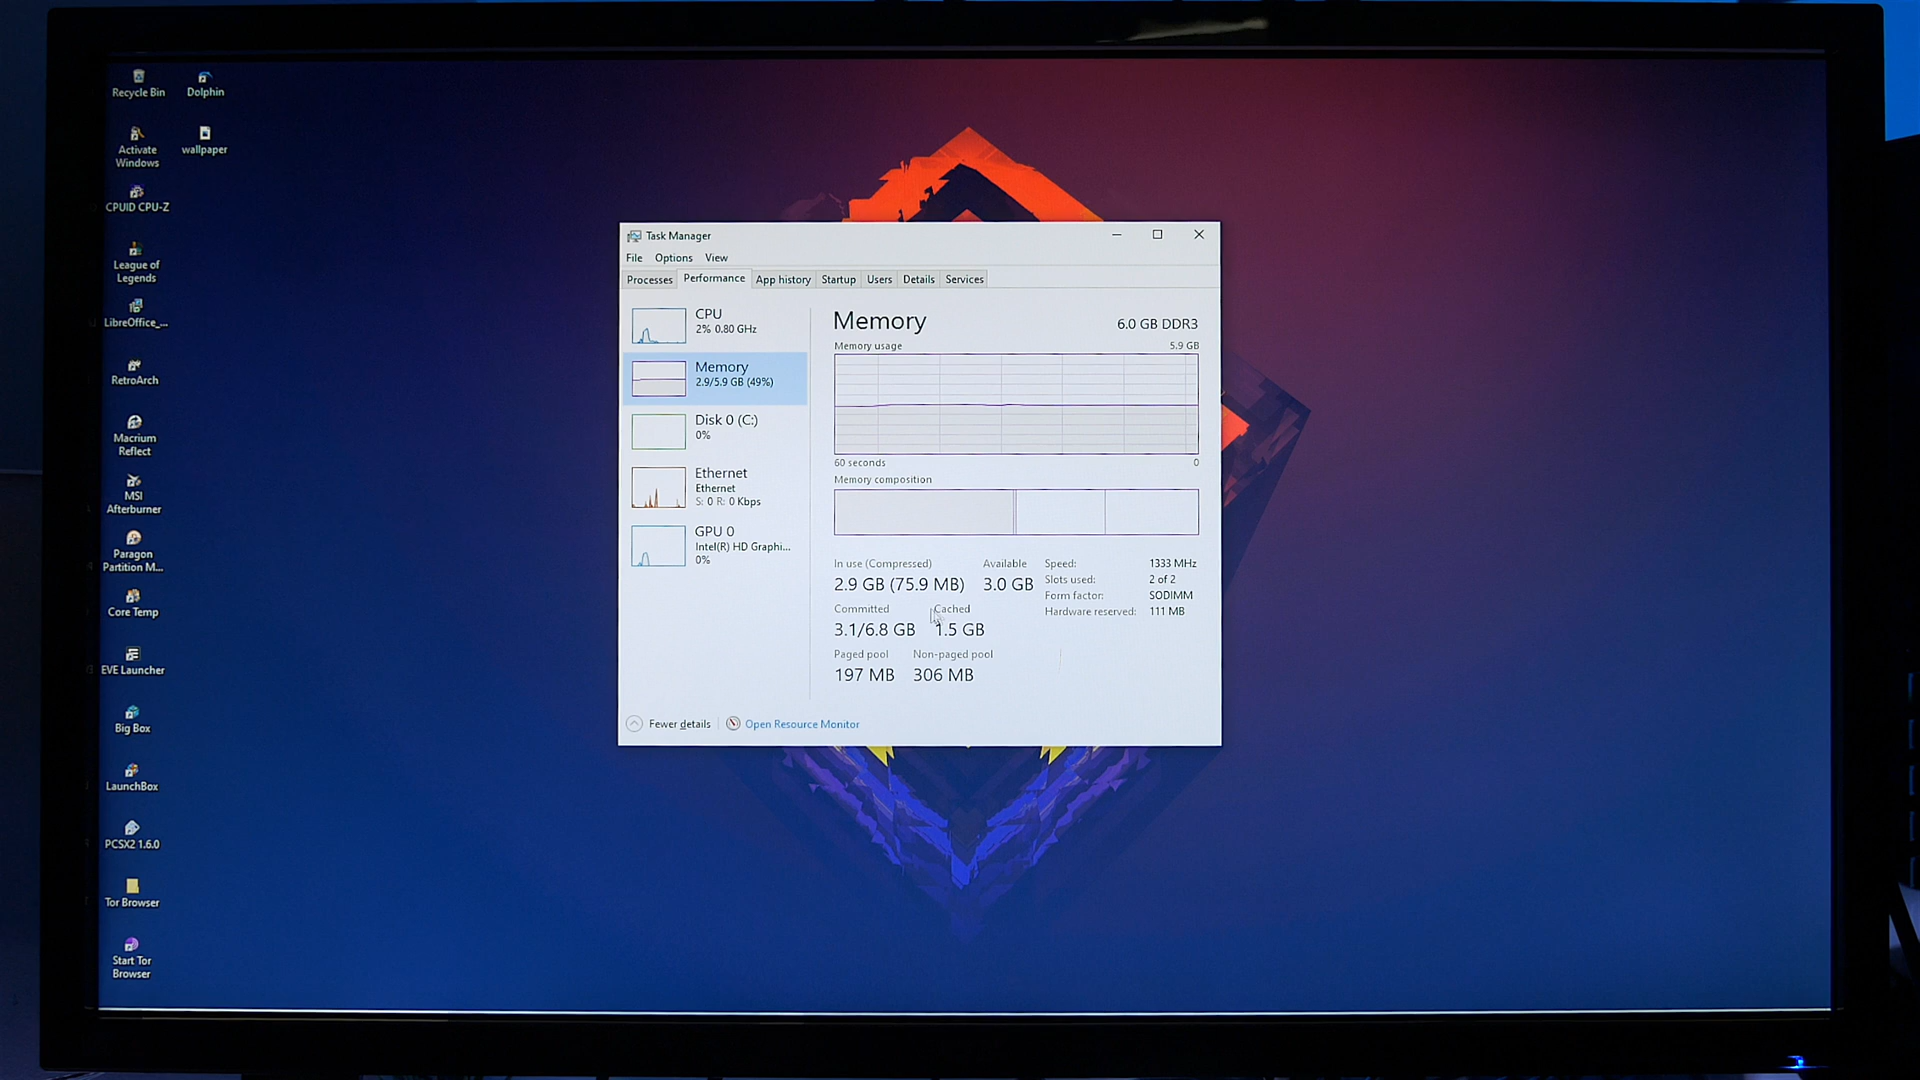 Recycle Bin
Dolphin
Activate
Windows
wallpaper
CPUID CPU-Z
League of
Legends
LibreOffice_...
RetroArch
Macrium
Reflect
MSI
Afterburner
Paragon
Partition M...
Core Temp
EVE Launcher
Big Box
LaunchBox
PCSX2 1.6.0
Tor Browser
Start Tor
Browser
Task Manager
File Options View
Processes Performance App history Startup Users Details Services
CPU
2% 0.80 GHz
Memory
2.9/5.9 GB (49%)
Disk 0 (C:)
0%
Ethernet
Ethernet
S: 0 R: 0 Kbps
GPU 0
Intel(R) HD Graphi...
0%
Memory 6.0 GB DDR3
Memory usage 5.9 GB
60 seconds 0
Memory composition
In use (Compressed) Available
2.9 GB (75.9 MB) 3.0 GB
Committed Cached
3.1/6.8 GB 1.5 GB
Paged pool Non-paged pool
197 MB 306 MB
Speed: 1333 MHz
Slots used: 2 of 2
Form factor: SODIMM
Hardware reserved: 111 MB
Fewer details Open Resource Monitor